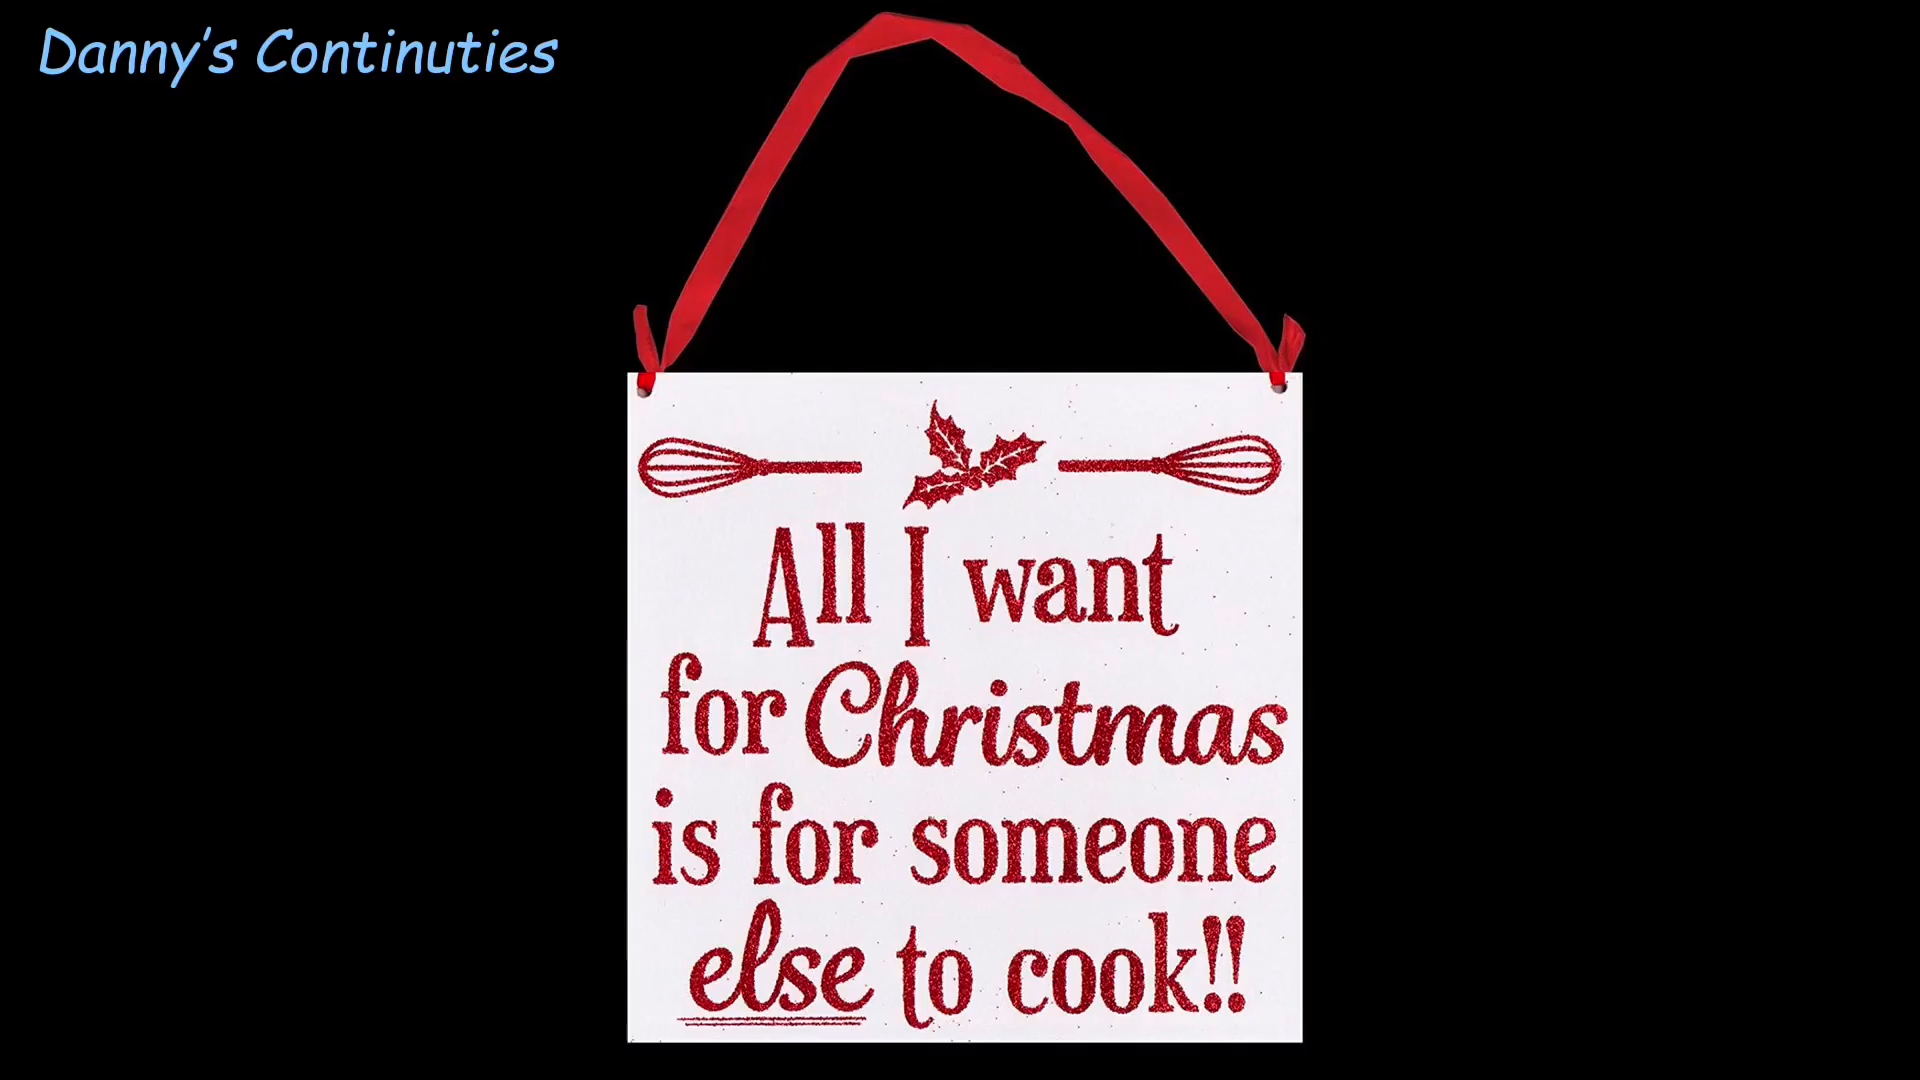 Danny's Continuties
All I want
for Christmas
is for someone
else to cook!!